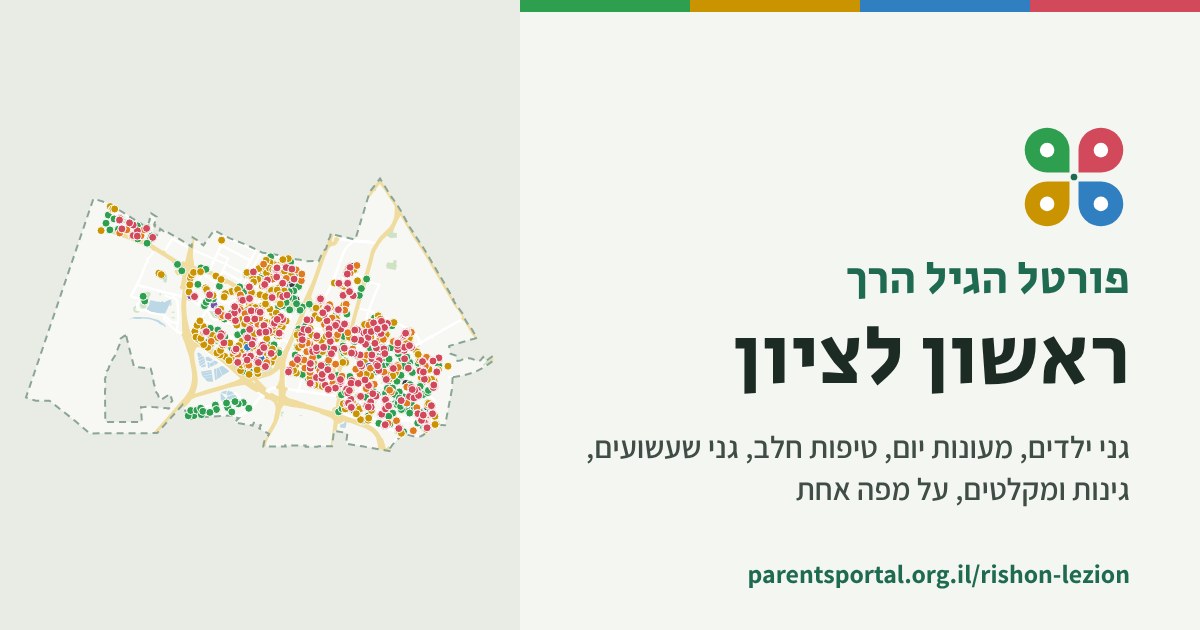 פורטל הגיל הרך
ראשון לציון
גני ילדים, מעונות יום, טיפות חלב, גני שעשועים,
גינות ומקלטים, על מפה אחת
parentsportal.org.il/rishon-lezion